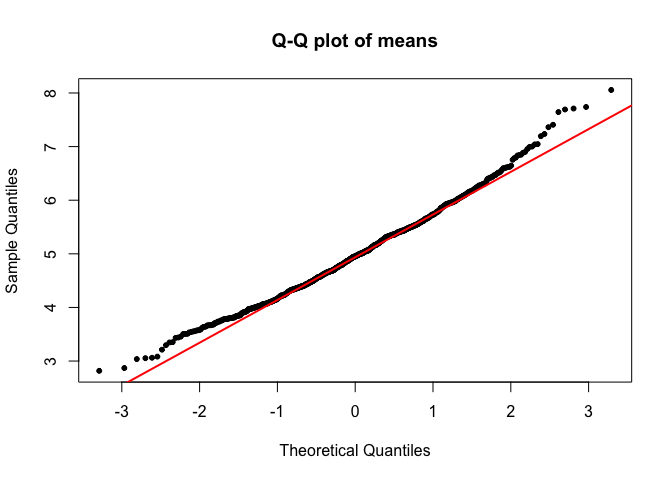 Q-Q plot of means
Sample Quantiles
8
7
6
5
4
3
-3 -2 -1 0 1 2 3
Theoretical Quantiles